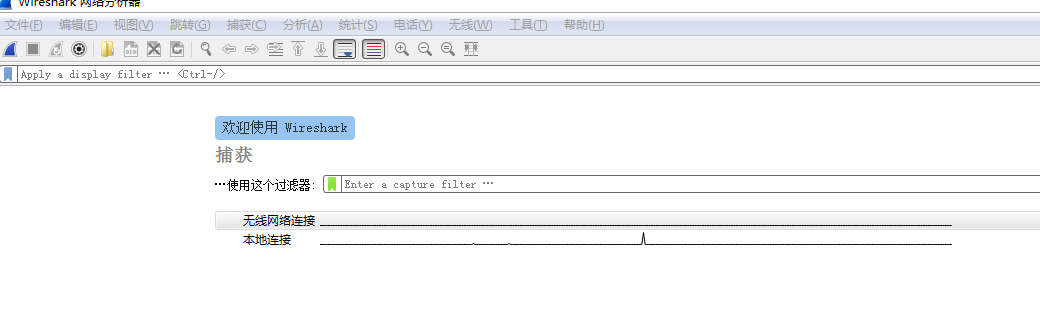 Wireshark 网络分析器
文件(F) 编辑(E) 视图(V) 跳转(G) 捕获(C) 分析(A) 统计(S) 电话(Y) 无线(W) 工具(T) 帮助(H)
Apply a display filter … <Ctrl-/>
欢迎使用 Wireshark
捕获
…使用这个过滤器: Enter a capture filter …
无线网络连接
本地连接